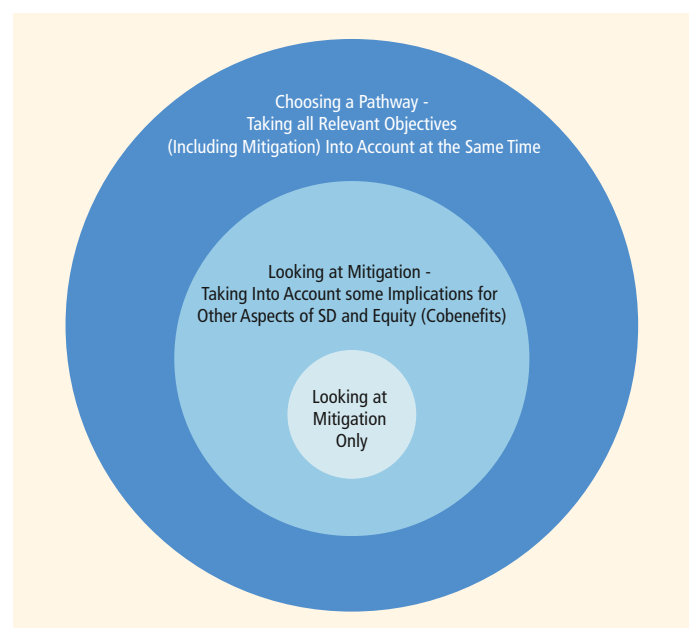 Choosing a Pathway -
Taking all Relevant Objectives
(Including Mitigation) Into Account at the Same Time
Looking at Mitigation -
Taking Into Account some Implications for
Other Aspects of SD and Equity (Cobenefits)
Looking at
Mitigation
Only